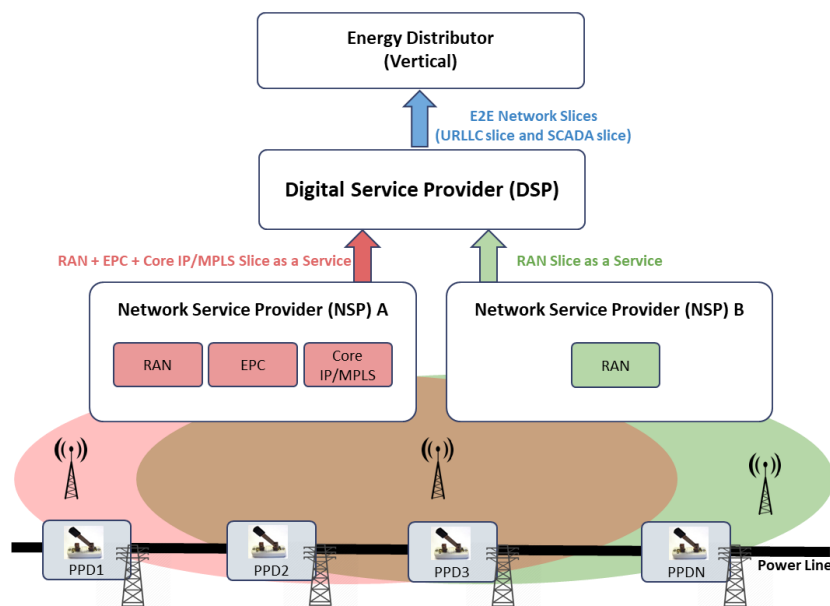 Energy Distributor
(Vertical)
E2E Network Slices
(URLLC slice and SCADA slice)
Digital Service Provider (DSP)
RAN + EPC + Core IP/MPLS Slice as a Service
RAN Slice as a Service
Network Service Provider (NSP) A
Network Service Provider (NSP) B
RAN
EPC
Core
IP/MPLS
RAN
PPD1
PPD2
PPD3
PPDN
Power Line